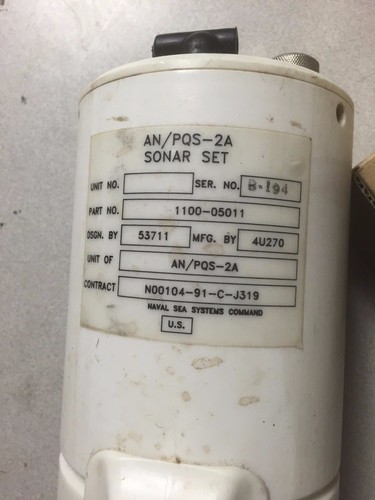 AN/PQS-2A
SONAR SET
UNIT NO. SER. NO. B-194
PART NO. 1100-05011
DSGN. BY 53711 MFG. BY 4U270
UNIT OF AN/PQS-2A
CONTRACT N00104-91-C-J319
NAVAL SEA SYSTEMS COMMAND
U.S.